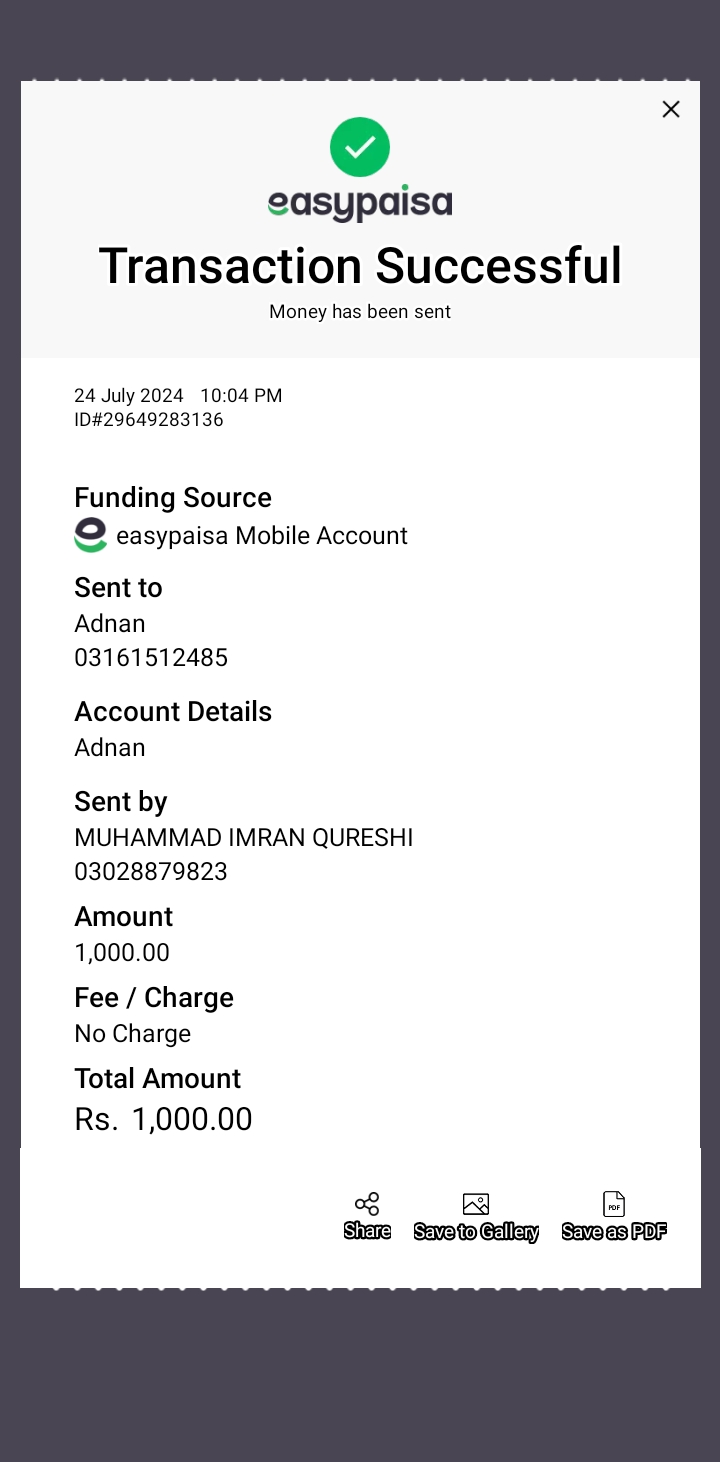 easypaisa
Transaction Successful
Money has been sent
24 July 2024 10:04 PM
ID#29649283136
Funding Source
easypaisa Mobile Account
Sent to
Adnan
03161512485
Account Details
Adnan
Sent by
MUHAMMAD IMRAN QURESHI
03028879823
Amount
1,000.00
Fee / Charge
No Charge
Total Amount
Rs. 1,000.00
PDF
Share Save to Gallery Save as PDF